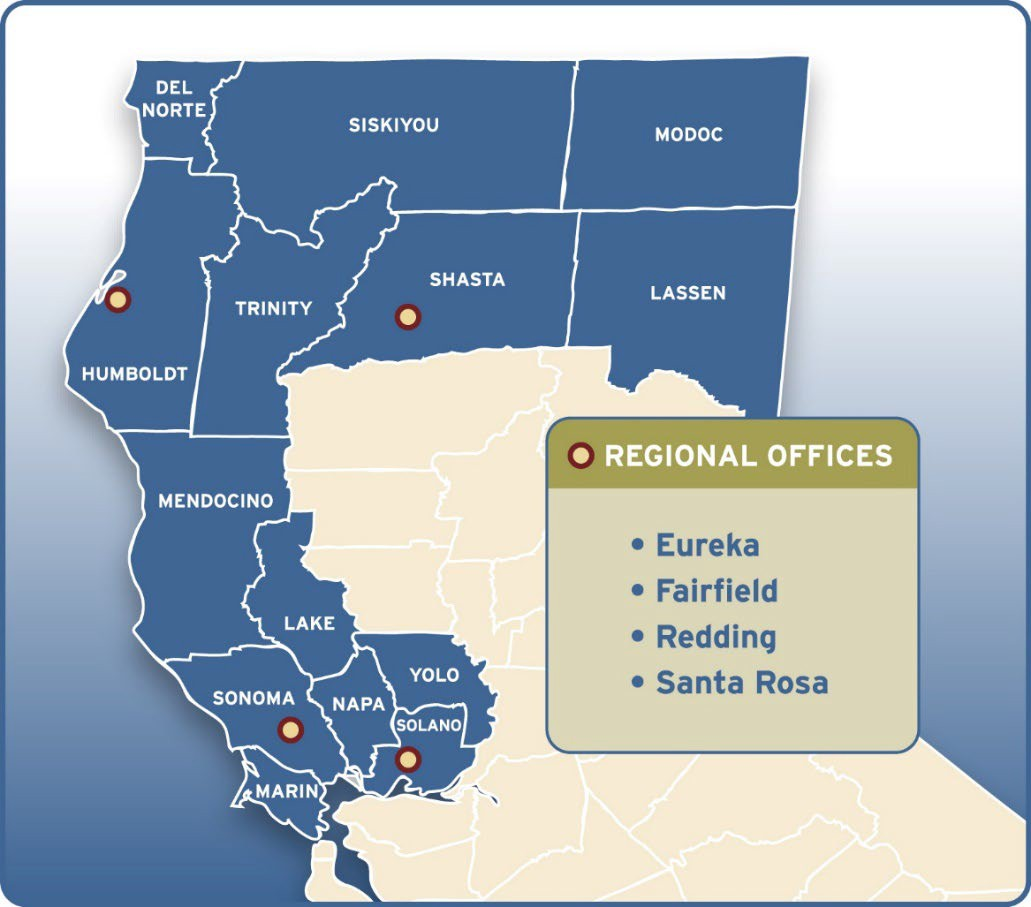 DEL
NORTE
SISKIYOU
MODOC
SHASTA
LASSEN
TRINITY
HUMBOLDT
REGIONAL OFFICES
MENDOCINO
• Eureka
• Fairfield
• Redding
• Santa Rosa
LAKE
YOLO
SONOMA
NAPA
SOLANO
MARIN